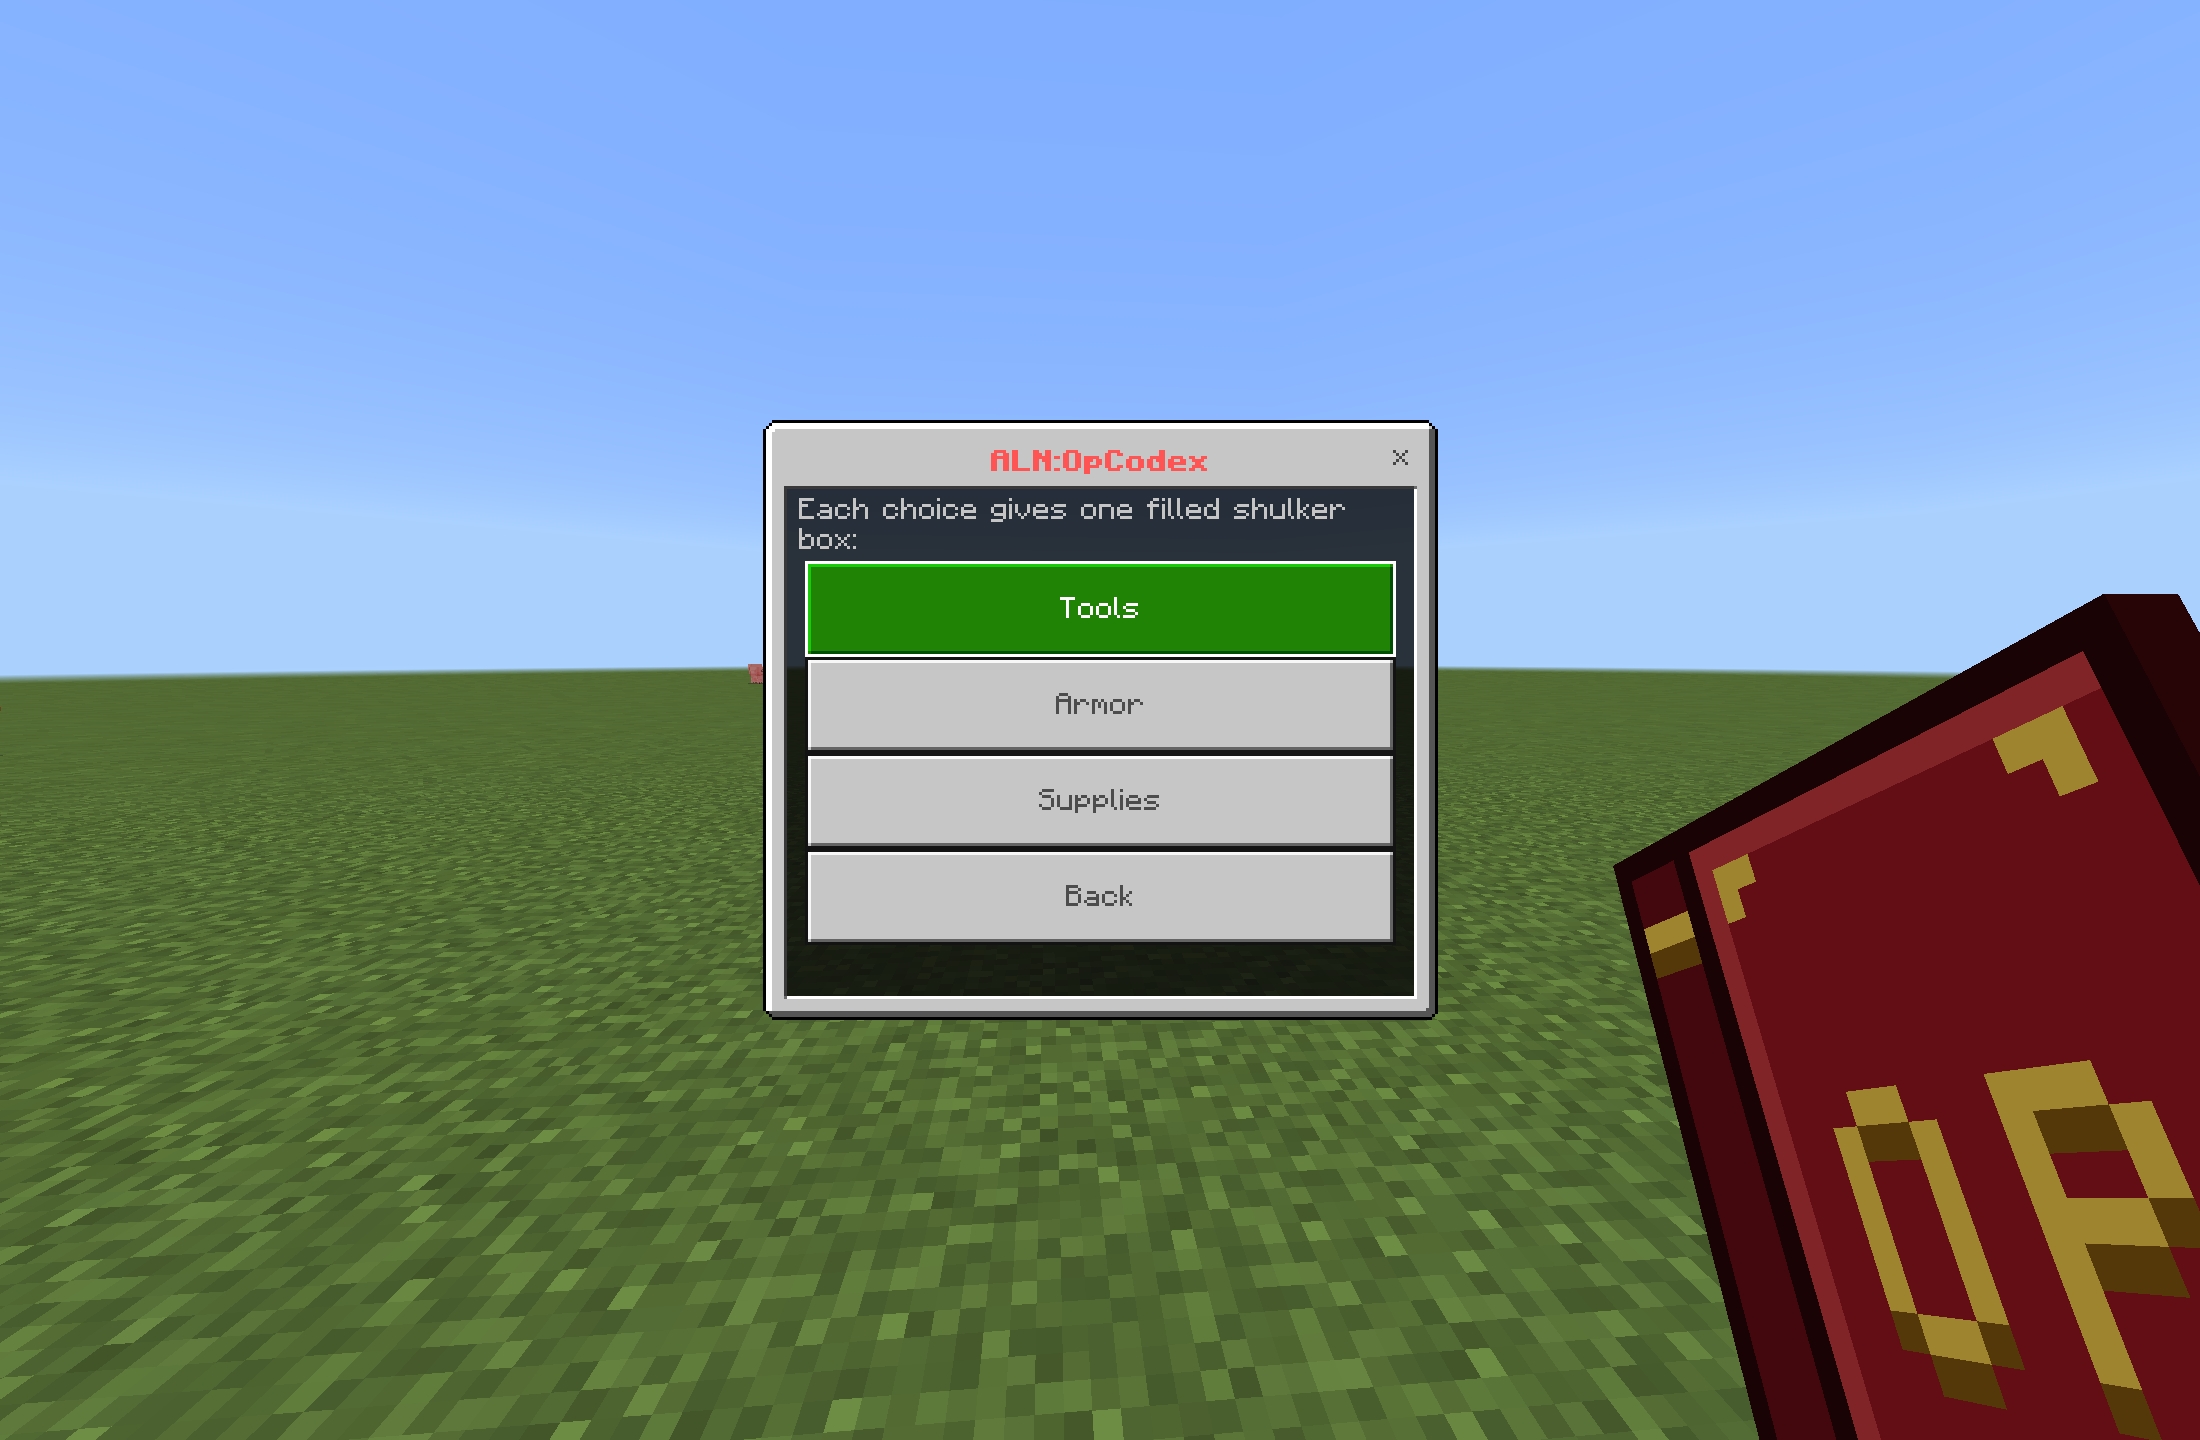 ALN:OpCodex
Each choice gives one filled shulker
box:
Tools
Armor
Supplies
Back
OP